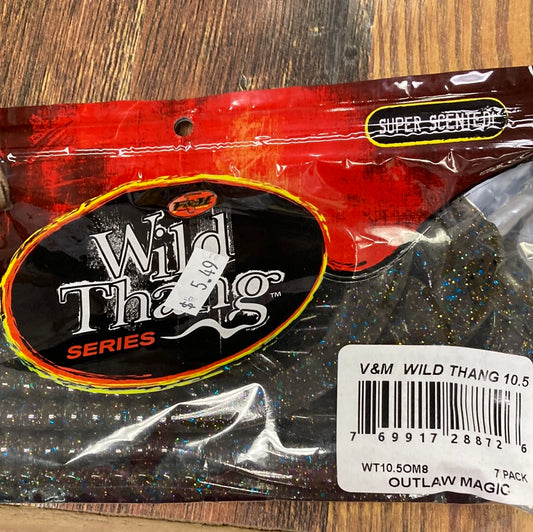 SUPER SCENTED!
V&M
Wild
Thang™
$5.49
SERIES
V&M WILD THANG 10.5
7 69917 28872 6
WT10.5OM8 7 PACK
OUTLAW MAGIC